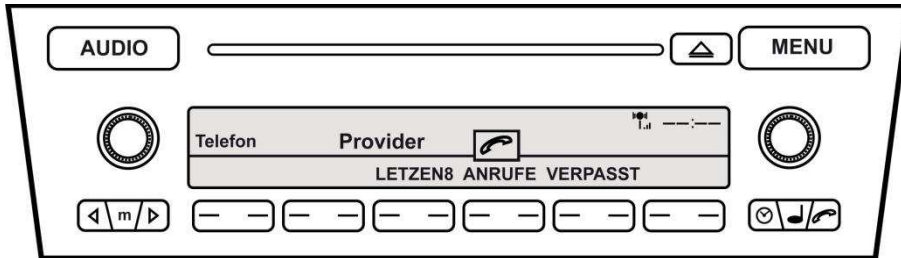 AUDIO MENU
Telefon Provider --:--
LETZEN8 ANRUFE VERPASST
m